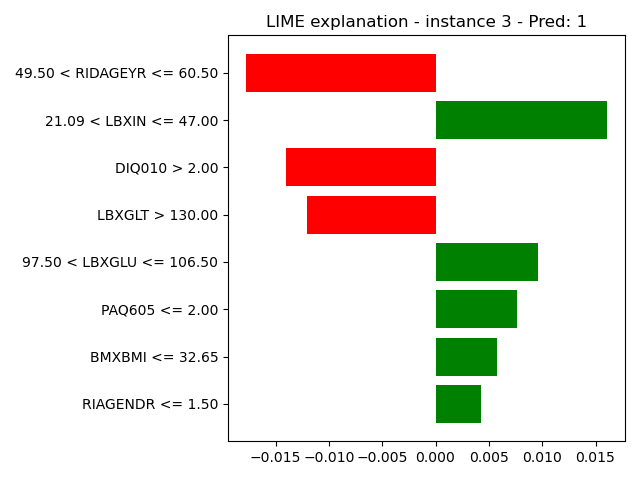 LIME explanation - instance 3 - Pred: 1
49.50 < RIDAGEYR <= 60.50
21.09 < LBXIN <= 47.00
DIQ010 > 2.00
LBXGLT > 130.00
97.50 < LBXGLU <= 106.50
PAQ605 <= 2.00
BMXBMI <= 32.65
RIAGENDR <= 1.50
−0.015 −0.010 −0.005 0.000 0.005 0.010 0.015